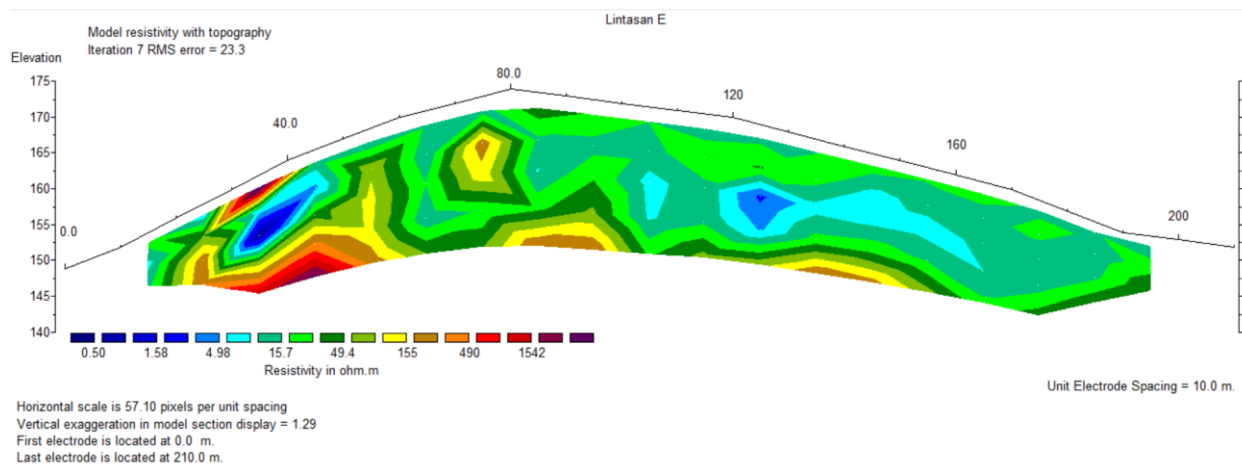 Lintasan E
Model resistivity with topography
Iteration 7 RMS error = 23.3
Elevation
80.0
175
120
170
40.0
165
160
160
155
0.0
200
150
145
140
0.50 1.58 4.98 15.7 49.4 155 490 1542
Resistivity in ohm.m
Unit Electrode Spacing = 10.0 m.
Horizontal scale is 57.10 pixels per unit spacing
Vertical exaggeration in model section display = 1.29
First electrode is located at 0.0 m.
Last electrode is located at 210.0 m.